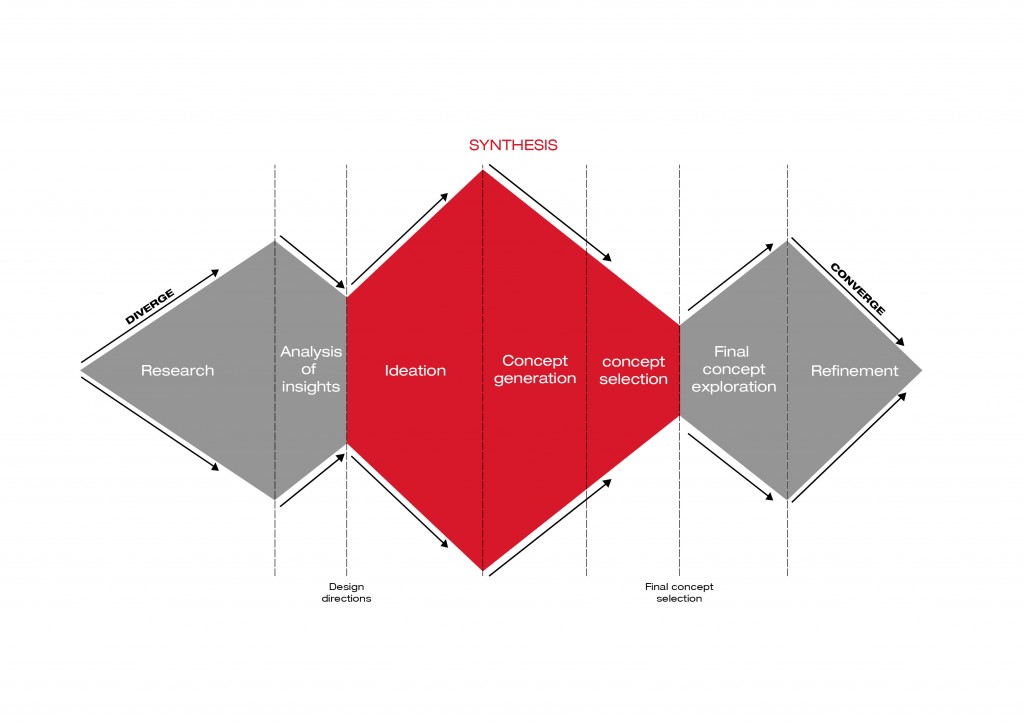 SYNTHESIS
DIVERGE
CONVERGE
Research
Analysis
of
insights
Ideation
Concept
generation
concept
selection
Final
concept
exploration
Refinement
Design
directions
Final concept
selection